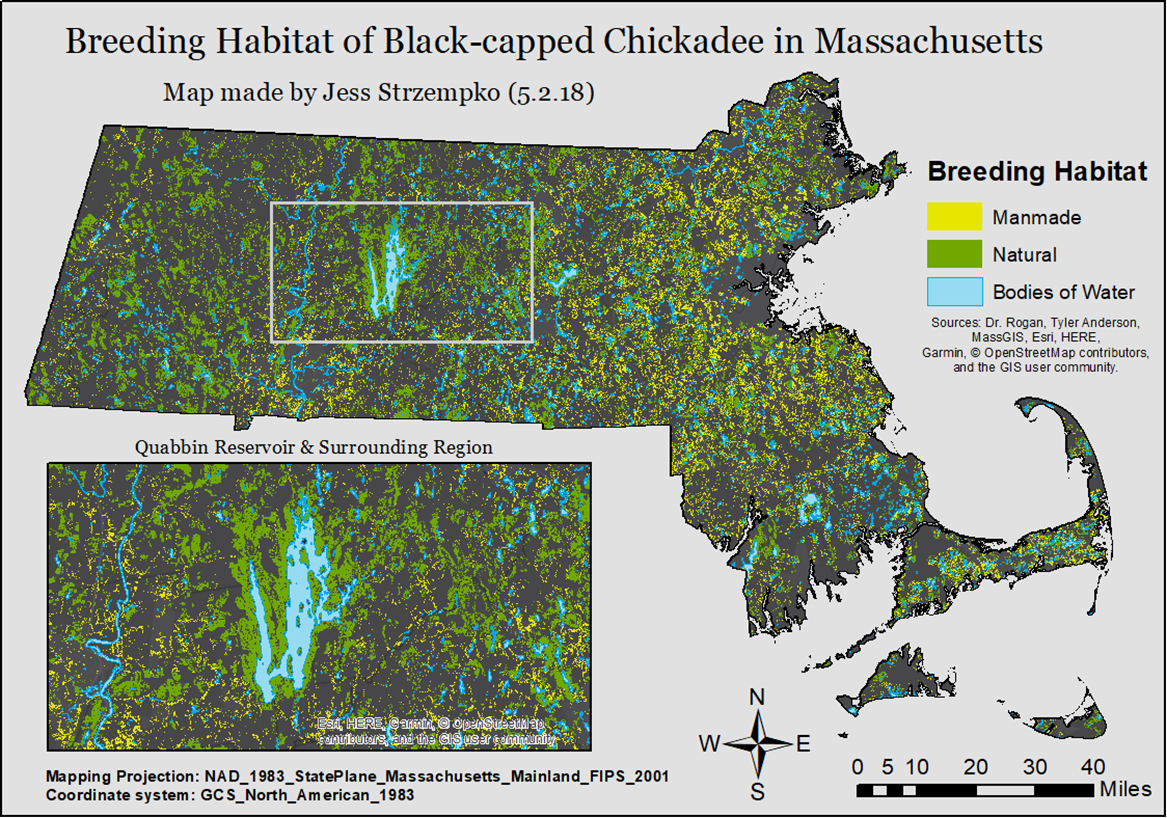 Breeding Habitat of Black-capped Chickadee in Massachusetts
Map made by Jess Strzempko (5.2.18)
Breeding Habitat
Manmade
Natural
Bodies of Water
Sources: Dr. Rogan, Tyler Anderson,
MassGIS, Esri, HERE,
Garmin, © OpenStreetMap contributors,
and the GIS user community.
Quabbin Reservoir & Surrounding Region
Esri, HERE, Garmin, © OpenStreetMap
contributors, and the GIS user community
N
W E
S
0 5 10 20 30 40
Miles
Mapping Projection: NAD_1983_StatePlane_Massachusetts_Mainland_FIPS_2001
Coordinate system: GCS_North_American_1983